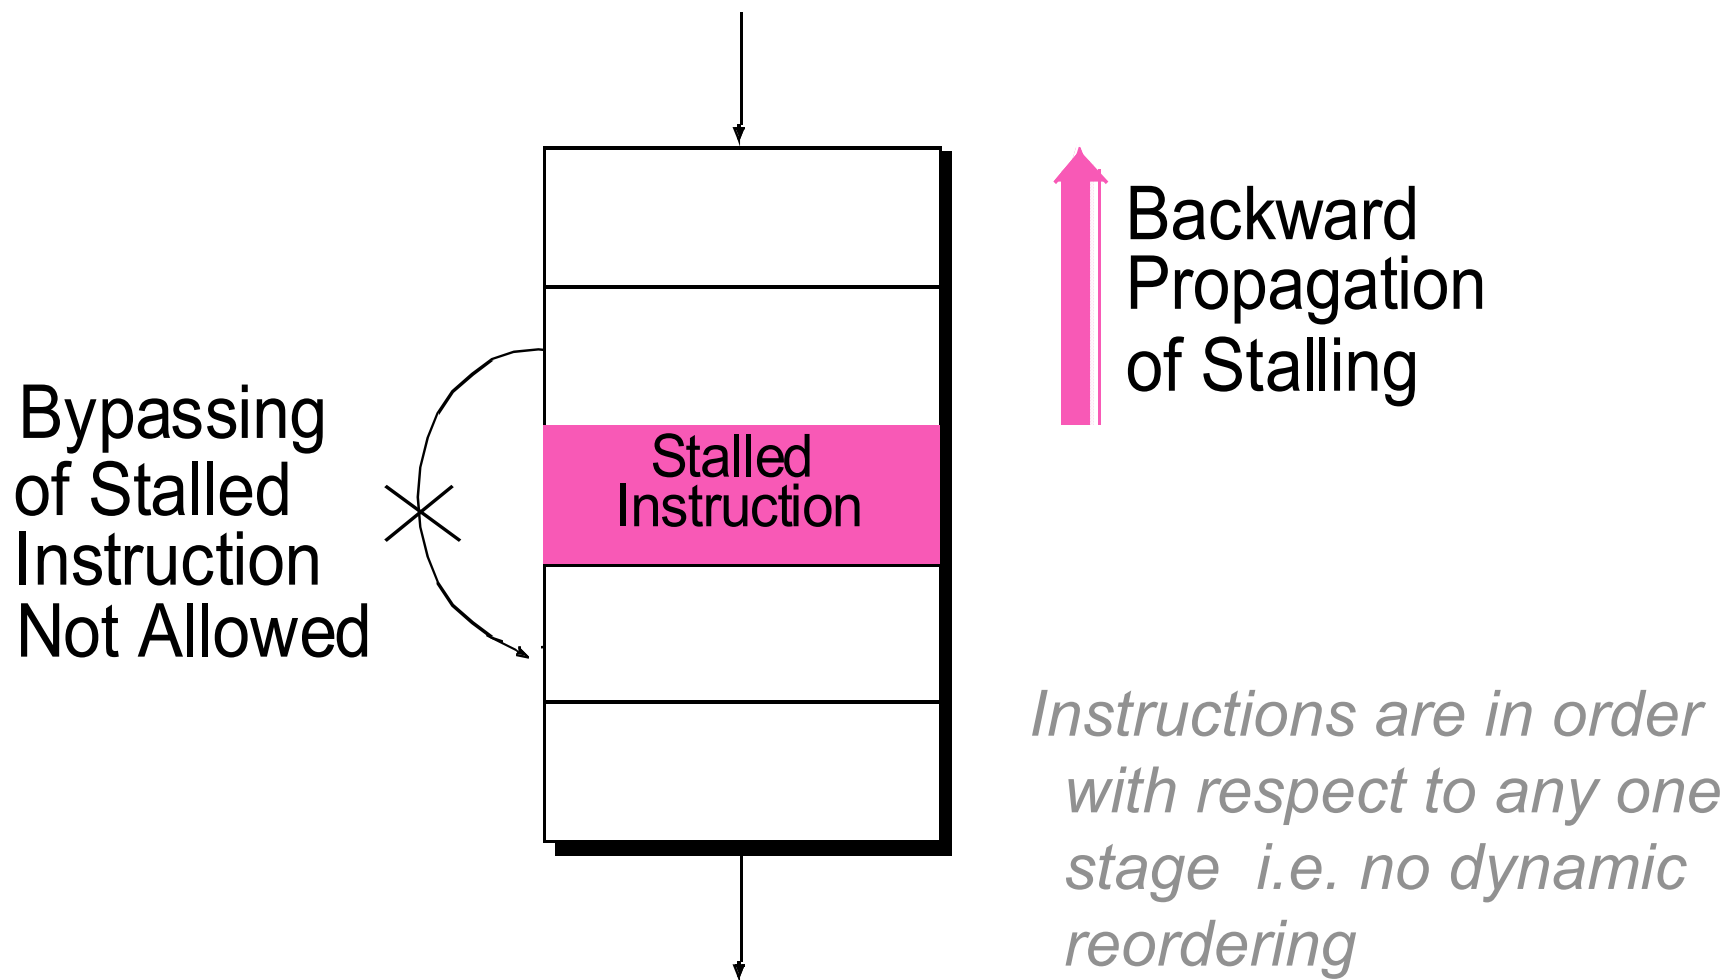 Backward
Propagation
of Stalling
Bypassing
of Stalled
Instruction
Not Allowed
Stalled
Instruction
Instructions are in order
with respect to any one
stage i.e. no dynamic
reordering